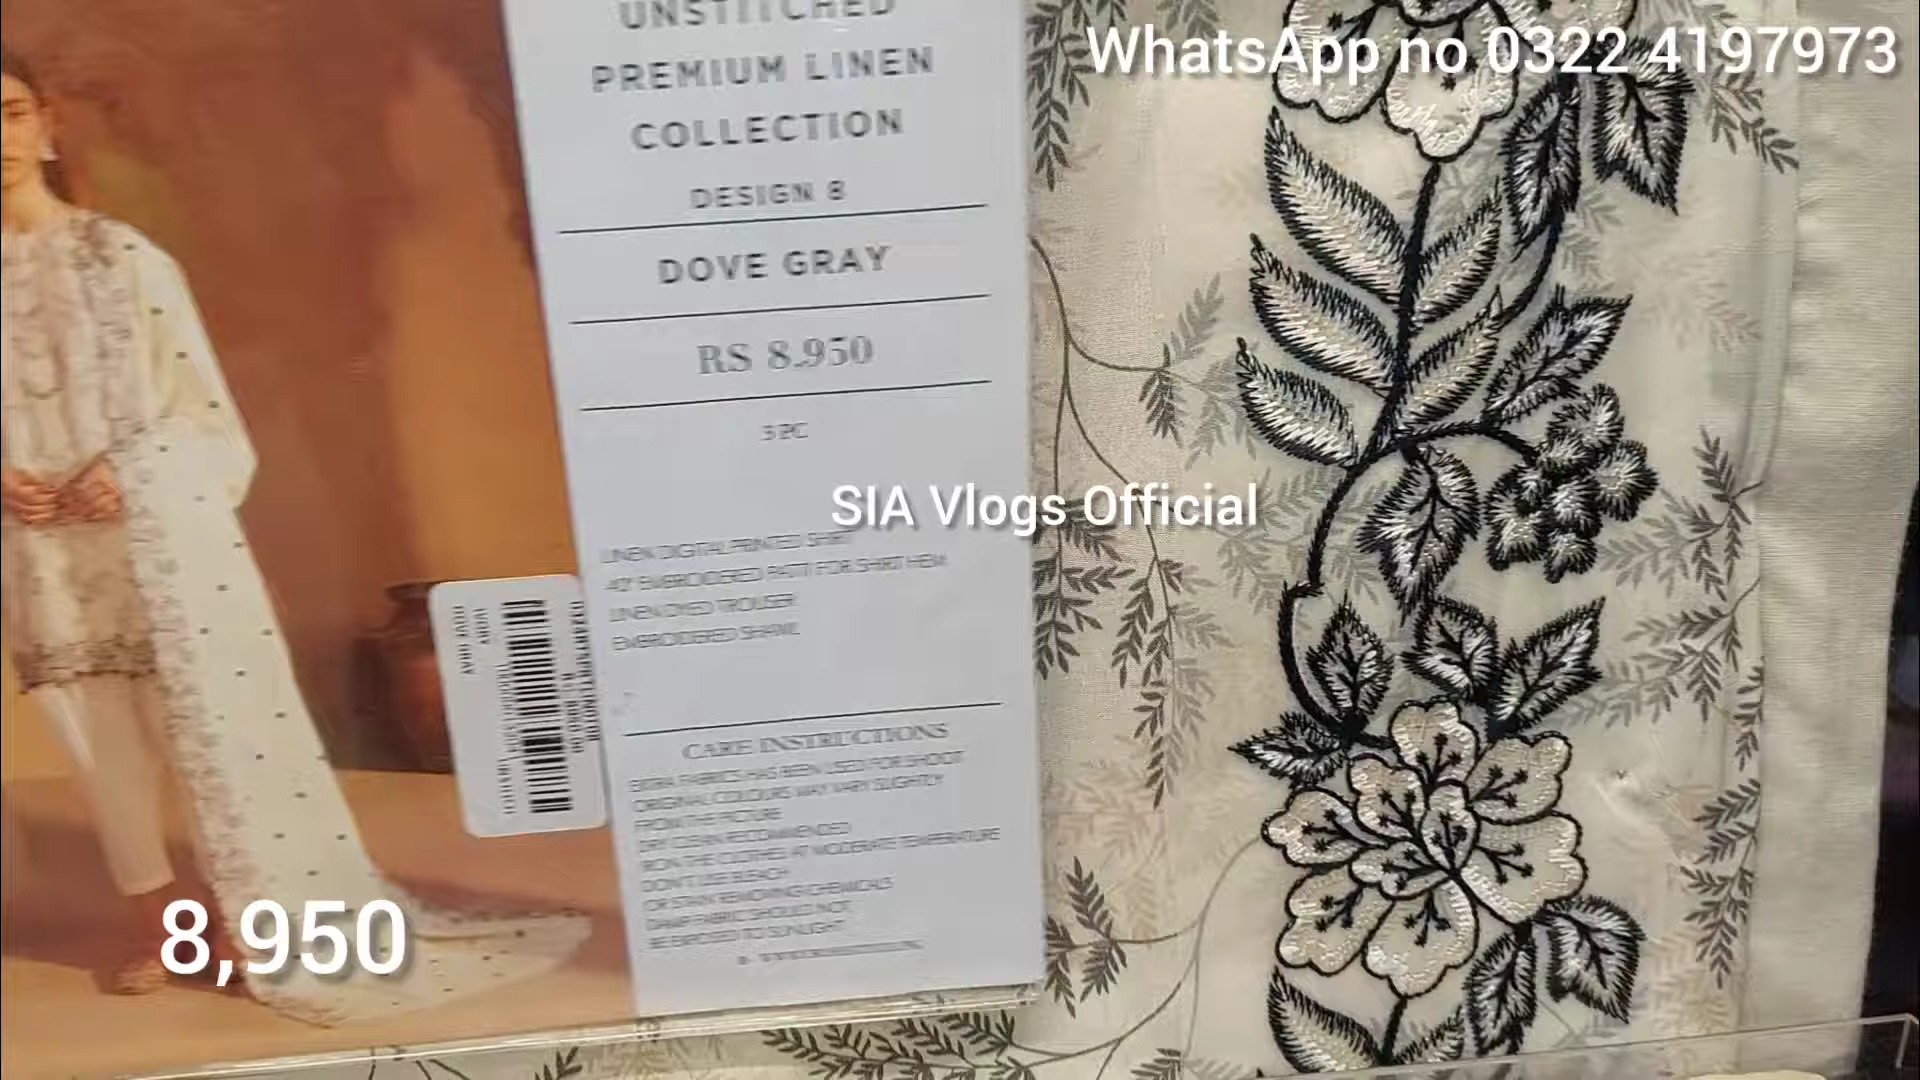 WhatsApp no 0322 4197973
UNSTITCHED
PREMIUM LINEN
COLLECTION
DESIGN 8
DOVE GRAY
RS 8.950
3 PC
SIA Vlogs Official
LINEN DIGITAL PRINTED SHIRT
40" EMBROIDERED PATTI FOR SHIRT HEM
LINEN DYED TROUSER
EMBROIDERED SHAWL
IVORY
DOVE GRAY
CARE INSTRUCTIONS
EXTRA FABRICS HAS BEEN USED FOR SHOOT
ORIGINAL COLOURS MAY VARY SLIGHTLY
FROM THE PICTURE
DRY CLEAN RECOMMENDED
IRON THE CLOTHES AT MODERATE TEMPERATURE
DON'T USE BLEACH
OR STAIN REMOVING CHEMICALS
DAMP FABRIC SHOULD NOT
BE EXPOSED TO SUNLIGHT
8,950